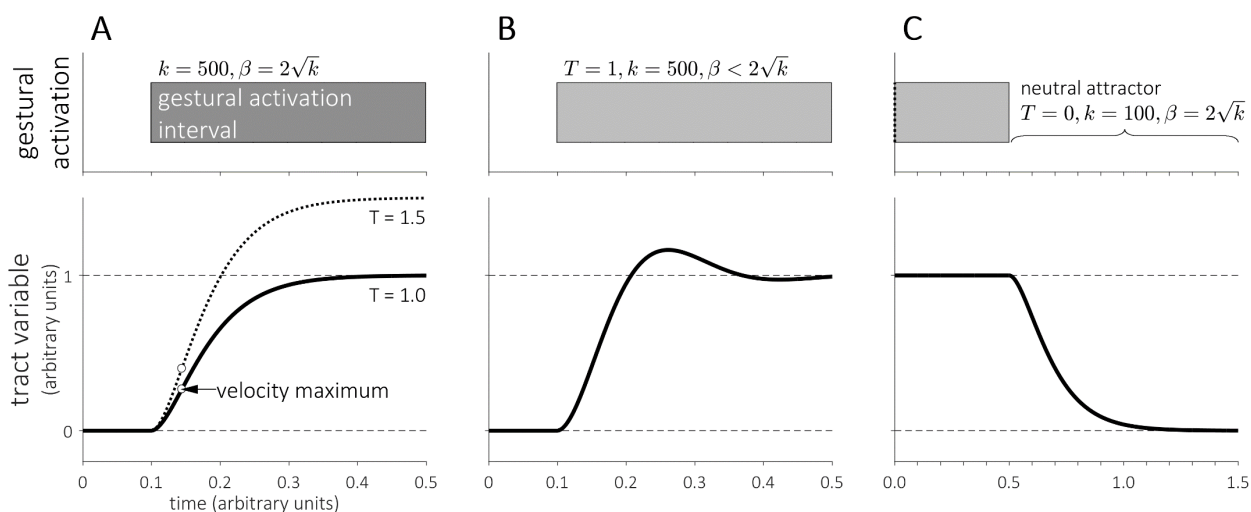 A
B
C
gestural
activation
k = 500, β = 2√k
gestural activation
interval
T = 1, k = 500, β < 2√k
neutral attractor
T = 0, k = 100, β = 2√k
tract variable
(arbitrary units)
T = 1.5
1
T = 1.0
velocity maximum
0
0 0.1 0.2 0.3 0.4 0.5
time (arbitrary units)
0 0.1 0.2 0.3 0.4 0.5
0.0 0.5 1.0 1.5